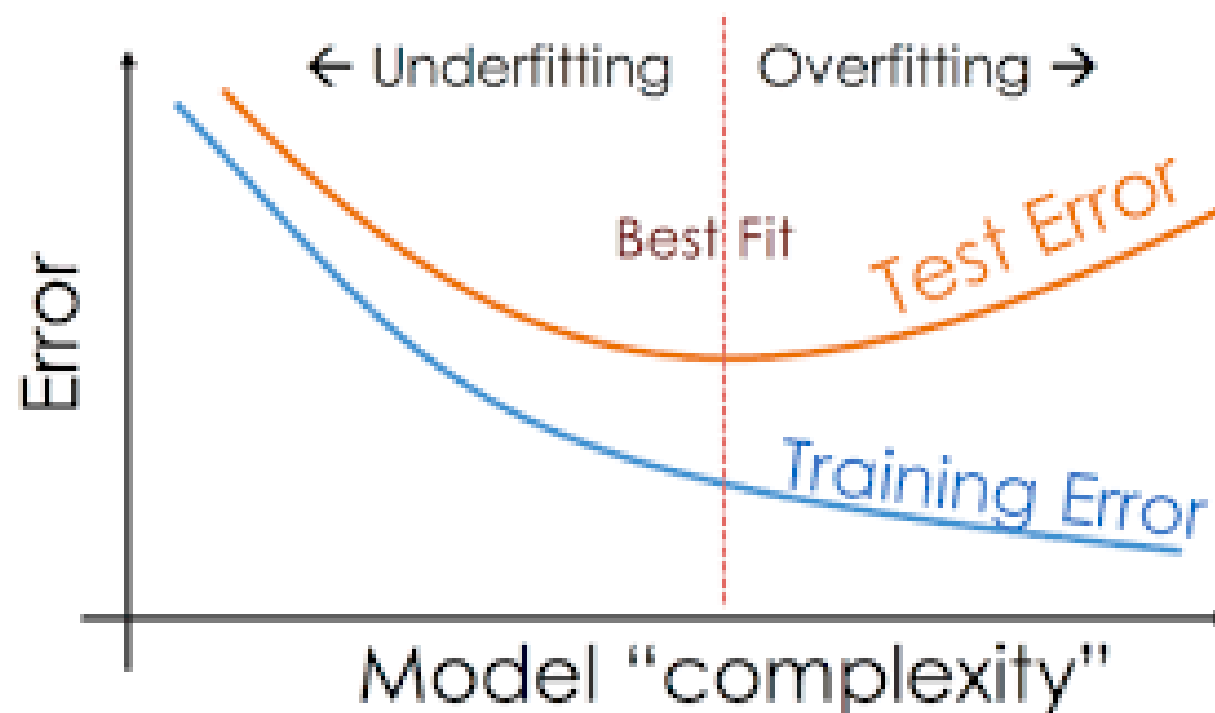 ← Underfitting
Overfitting →
Best Fit
Test Error
Error
Training Error
Model “complexity”